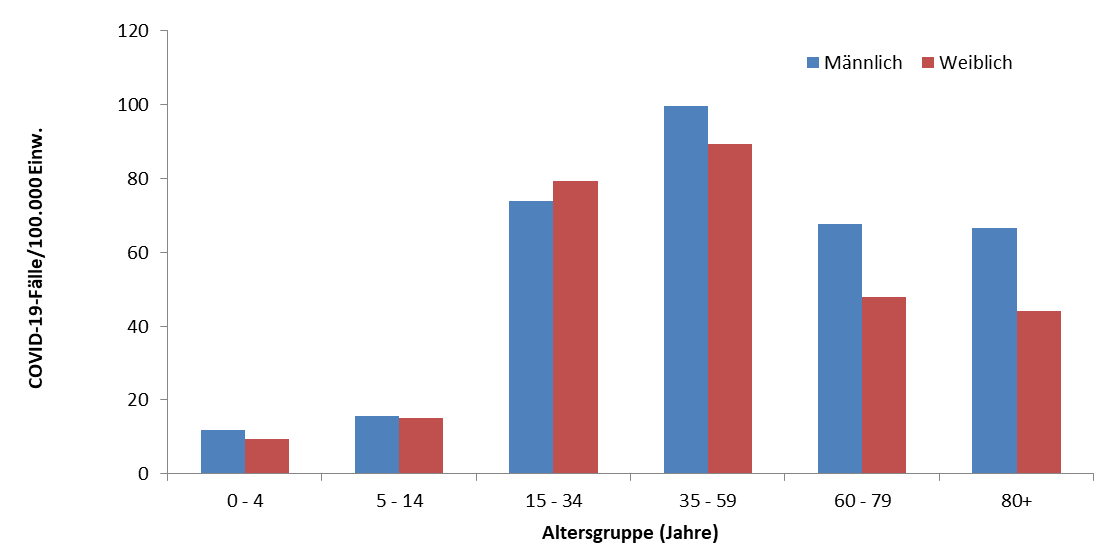 120
Männlich Weiblich
100
80
60
40
20
0
COVID-19-Fälle/100.000 Einw.
0 - 4 5 - 14 15 - 34 35 - 59 60 - 79 80+
Altersgruppe (Jahre)